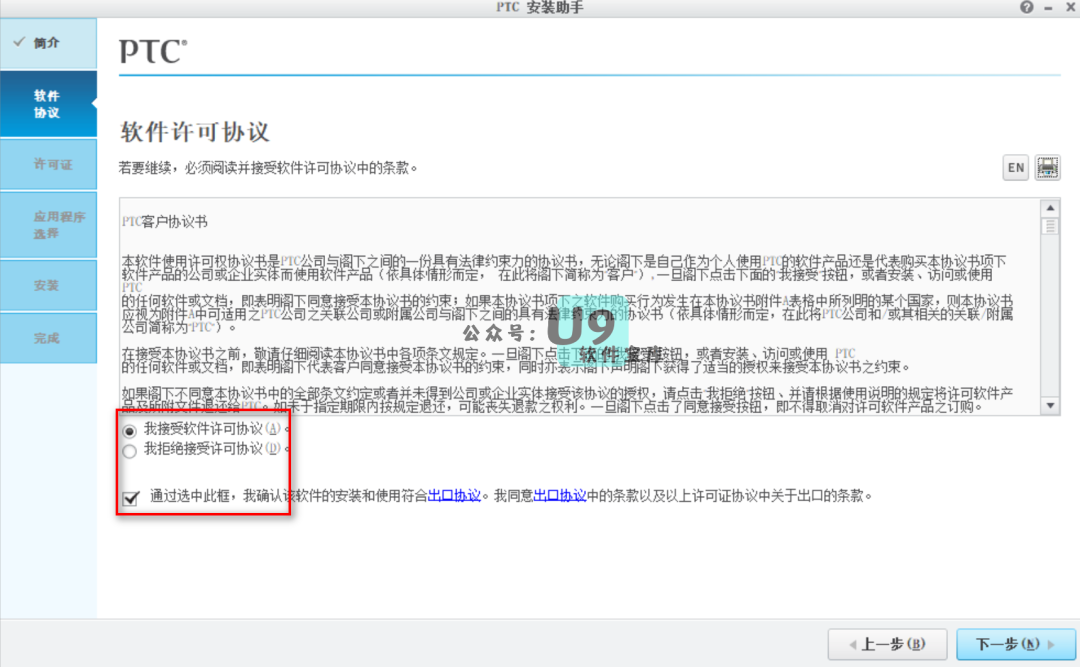 PTC 安装助手
简介
软件
协议
许可证
应用程序
选择
安装
完成
PTC®
软件许可协议
若要继续，必须阅读并接受软件许可协议中的条款。
EN
PTC客户协议书
本软件使用许可权协议书是PTC公司与阁下之间的一份具有法律约束力的协议书，无论阁下是自己作为个人使用PTC的软件产品还是代表购买本协议书项下
软件产品的公司或企业实体而使用软件产品（依具体情形而定， 在此将阁下简称为“客户”）,一旦阁下点击下面的“我接受”按钮，或者安装、访问或使用
PTC
的任何软件或文档，即表明阁下同意接受本协议书的约束；如果本协议书项下之软件购买行为发生在本协议书附件A表格中所列明的某个国家，则本协议书
应视为附件A中可适用之PTC公司之关联公司或附属公司与阁下之间的具有法律约束力的协议书（依具体情形而定，在此将PTC公司和/或其相关的关联/附属
公司简称为“PTC”）。
公众号：U9
软件宝库
在接受本协议书之前，敬请仔细阅读本协议书中各项条文规定。一旦阁下点击下面的“我接受”按钮，或者安装、访问或使用 PTC
的任何软件或文档，即表明阁下代表客户同意接受本协议书的约束，同时亦表示阁下声明阁下获得了适当的授权来接受本协议书之约束。
如果阁下不同意本协议书中的全部条文约定或者并未得到公司或企业实体接受该协议的授权，请点击“我拒绝”按钮、并请根据使用说明的规定将许可软件产
品及所附文件退还给PTC。如未于指定期限内按规定退还，可能丧失退款之权利。一旦阁下点击了同意接受按钮，即不得取消对许可软件产品之订购。
我接受软件许可协议(A)。
我拒绝接受许可协议(D)。
通过选中此框，我确认该软件的安装和使用符合出口协议。我同意出口协议中的条款以及以上许可证协议中关于出口的条款。
上一步(B)
下一步(N)